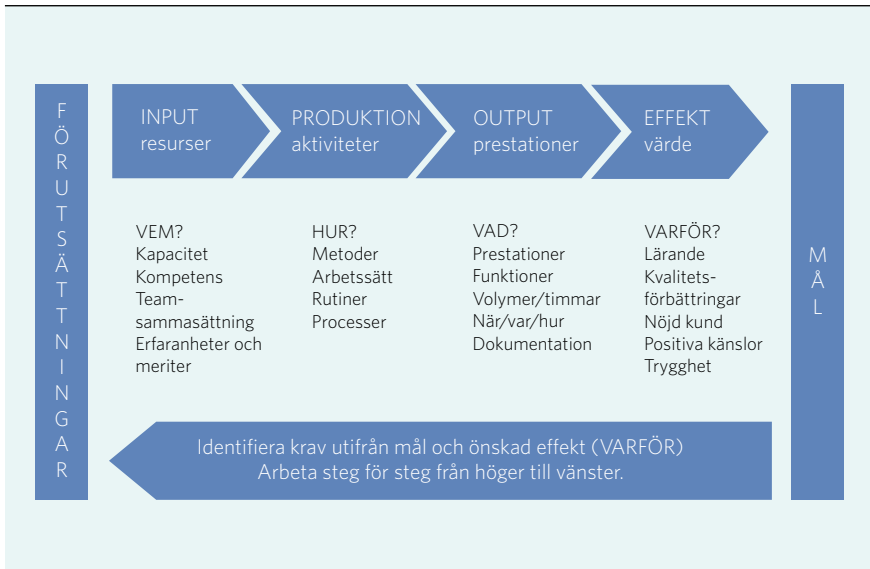 FÖRUTSÄTTNINGAR
INPUT
resurser
PRODUKTION
aktiviteter
OUTPUT
prestationer
EFFEKT
värde
VEM?
Kapacitet
Kompetens
Team-
sammasättning
Erfaranheter och
meriter
HUR?
Metoder
Arbetssätt
Rutiner
Processer
VAD?
Prestationer
Funktioner
Volymer/timmar
När/var/hur
Dokumentation
VARFÖR?
Lärande
Kvalitets-
förbättringar
Nöjd kund
Positiva känslor
Trygghet
MÅL
Identifiera krav utifrån mål och önskad effekt (VARFÖR)
Arbeta steg för steg från höger till vänster.